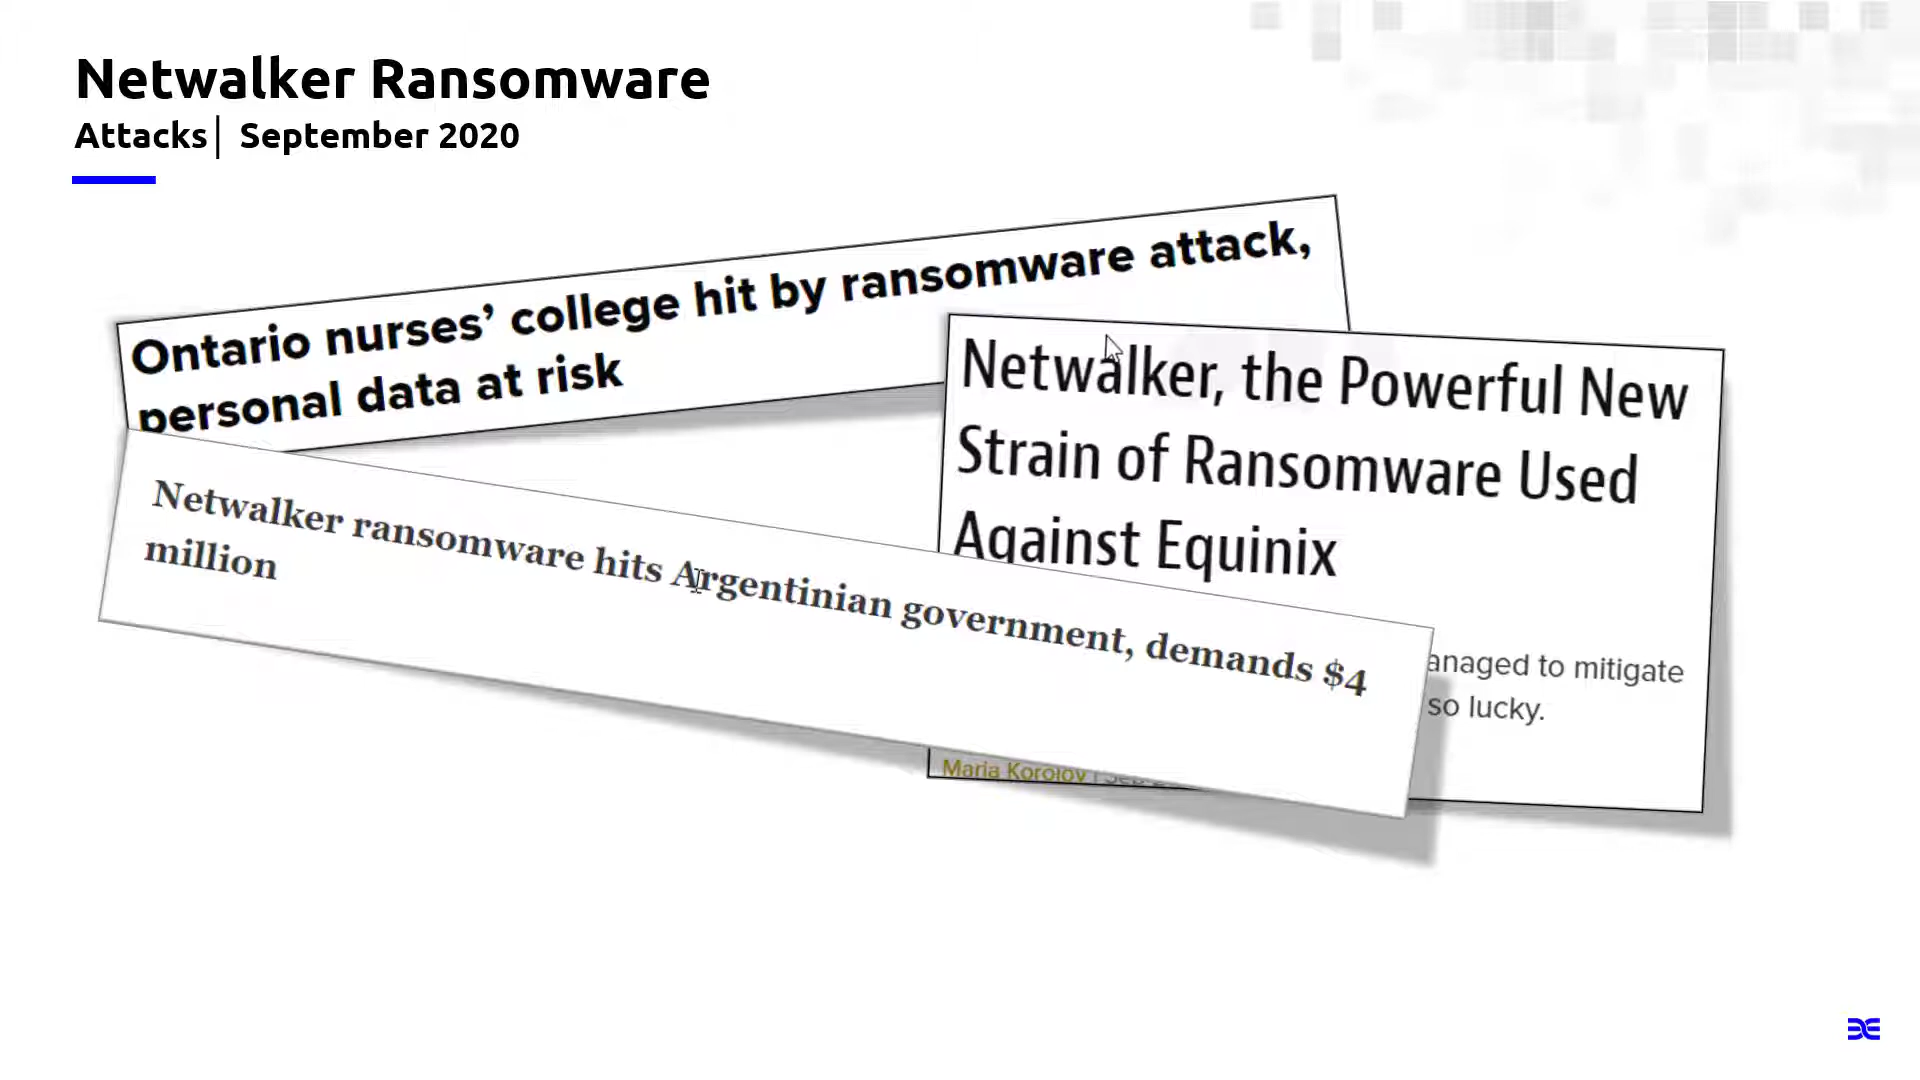 Netwalker Ransomware
Attacks| September 2020
Ontario nurses’ college hit by ransomware attack,
personal data at risk
Netwalker, the Powerful New
Strain of Ransomware Used
Against Equinix
Netwalker ransomware hits Argentinian government, demands $4
million
to mitigate
so lucky.
Maria Korolov |